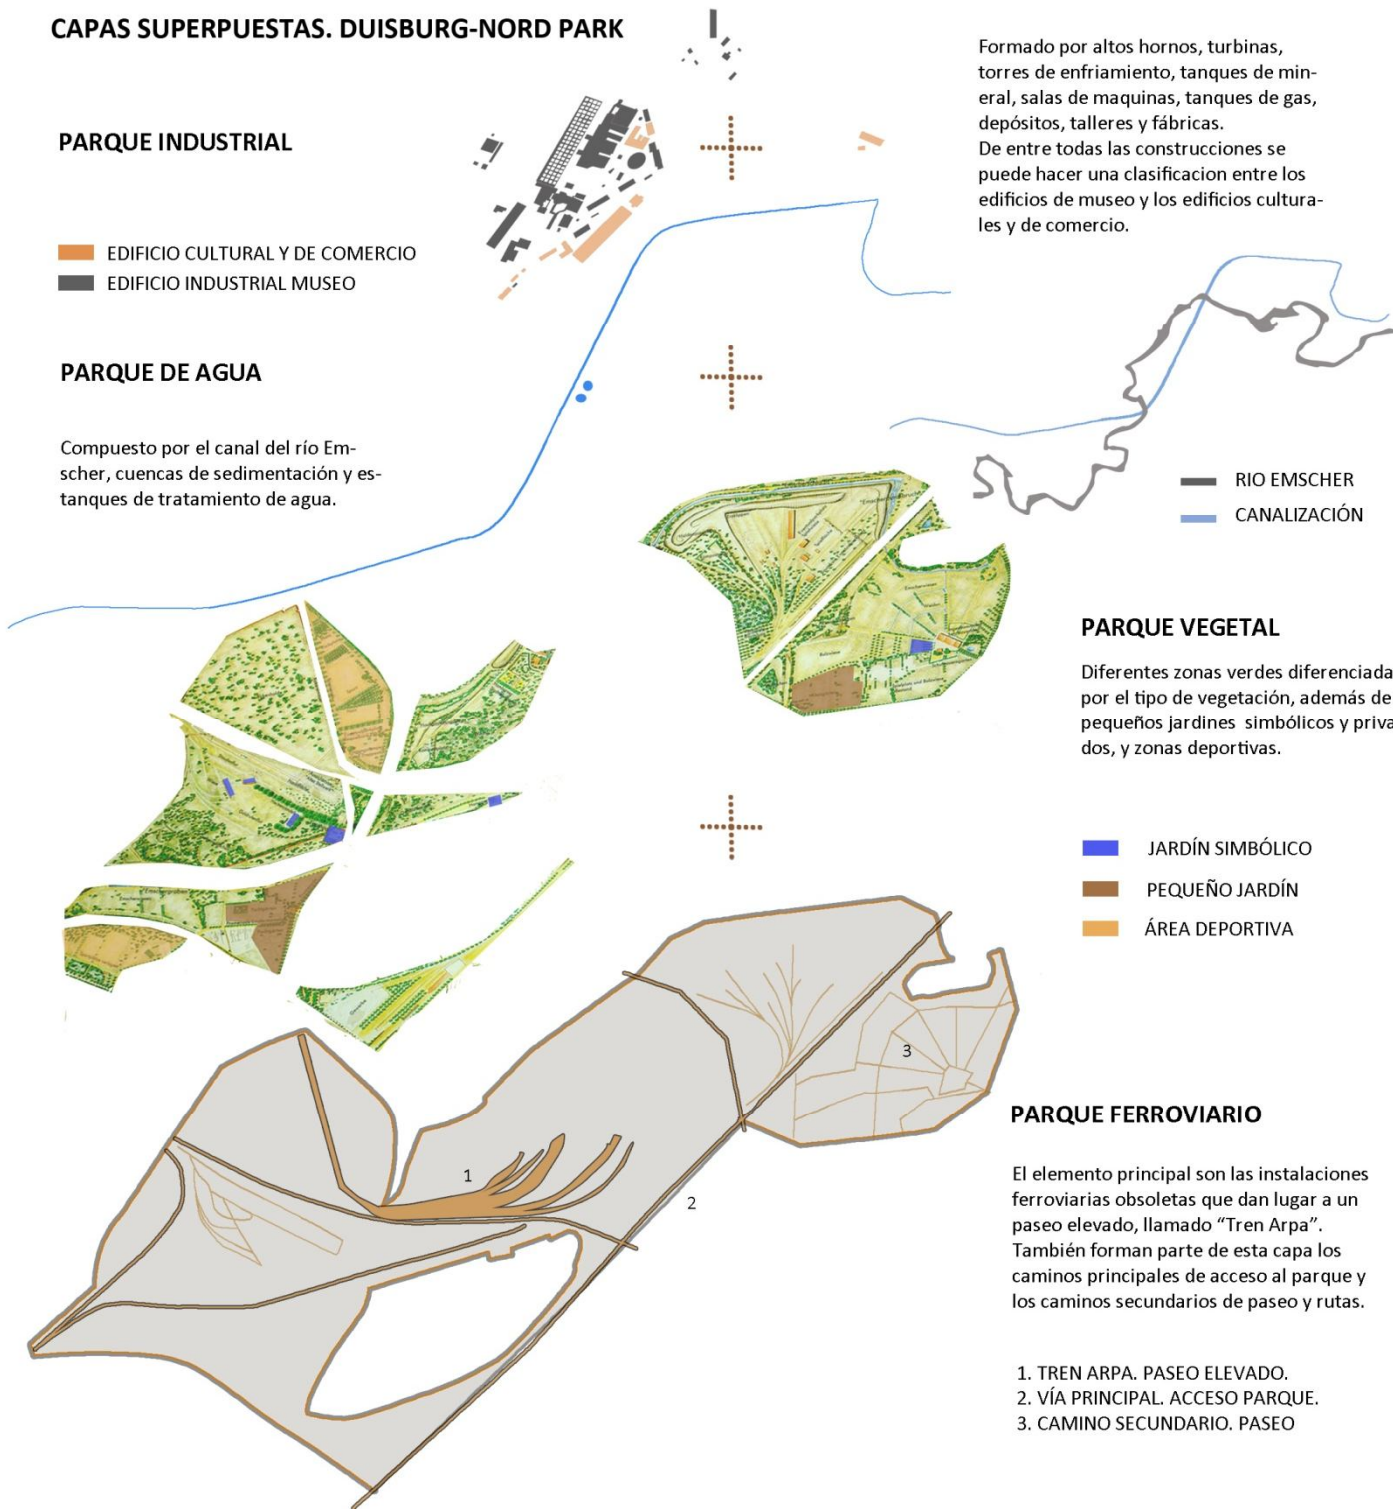 CAPAS SUPERPUESTAS. DUISBURG-NORD PARK
Formado por altos hornos, turbinas,
torres de enfriamiento, tanques de min-
eral, salas de maquinas, tanques de gas,
depósitos, talleres y fábricas.
De entre todas las construcciones se
puede hacer una clasificacion entre los
edificios de museo y los edificios cultura-
les y de comercio.
PARQUE INDUSTRIAL
EDIFICIO CULTURAL Y DE COMERCIO
EDIFICIO INDUSTRIAL MUSEO
PARQUE DE AGUA
Compuesto por el canal del río Em-
scher, cuencas de sedimentación y es-
tanques de tratamiento de agua.
RIO EMSCHER
CANALIZACIÓN
PARQUE VEGETAL
Diferentes zonas verdes diferenciada
por el tipo de vegetación, además de
pequeños jardines simbólicos y priva
dos, y zonas deportivas.
JARDÍN SIMBÓLICO
PEQUEÑO JARDÍN
ÁREA DEPORTIVA
3
1
2
PARQUE FERROVIARIO
El elemento principal son las instalaciones
ferroviarias obsoletas que dan lugar a un
paseo elevado, llamado “Tren Arpa”.
También forman parte de esta capa los
caminos principales de acceso al parque y
los caminos secundarios de paseo y rutas.
1. TREN ARPA. PASEO ELEVADO.
2. VÍA PRINCIPAL. ACCESO PARQUE.
3. CAMINO SECUNDARIO. PASEO